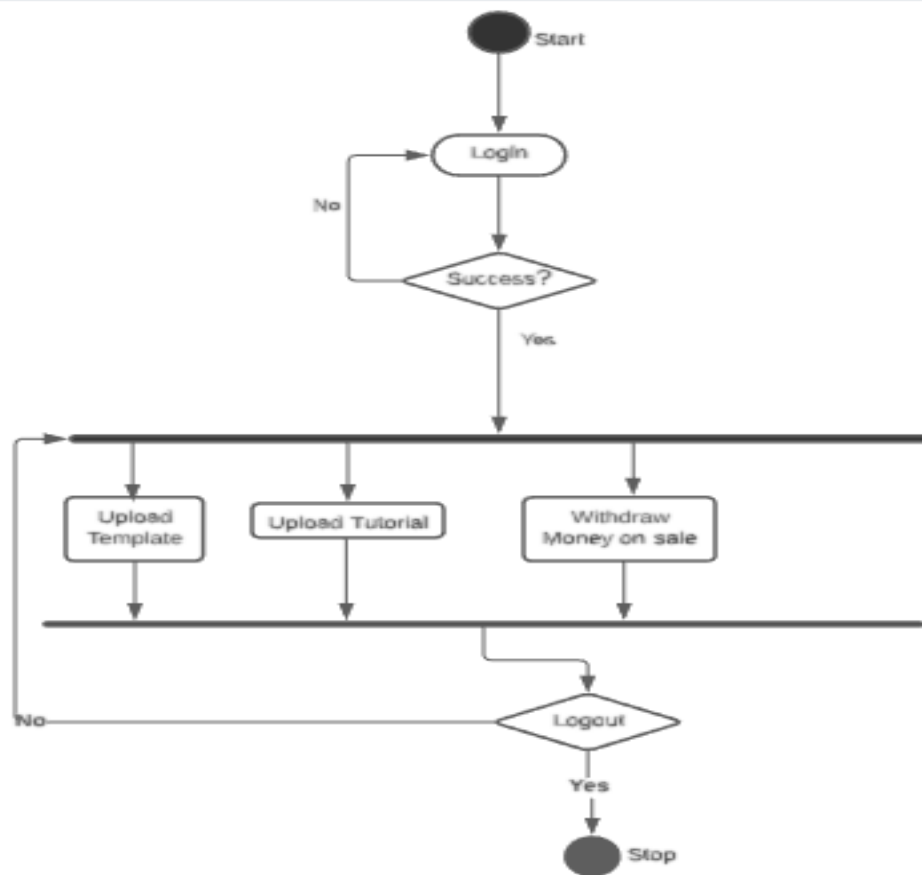 Start
Login
No
Success?
Yes
Upload
Template
Upload Tutorial
Withdraw
Money on sale
Logout
No
Yes
Stop